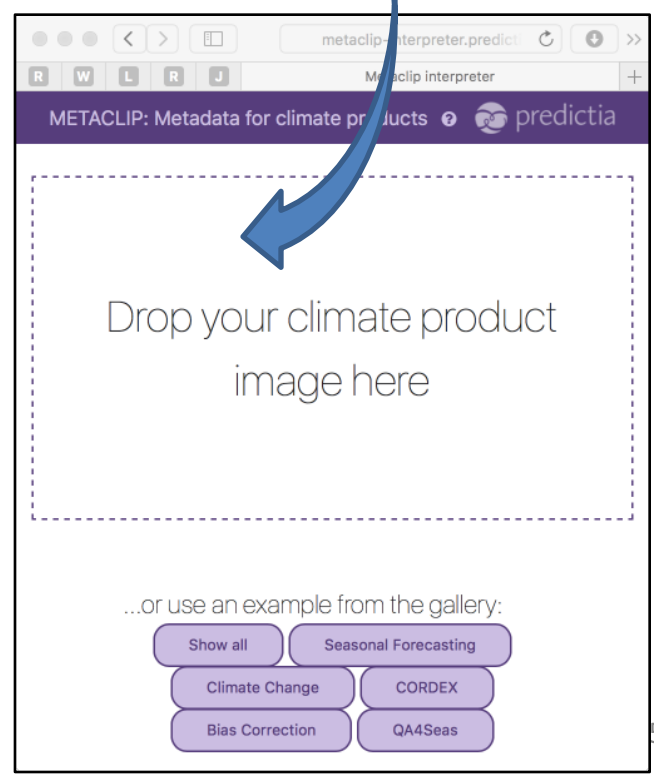 metaclip-interpreter.predict
R W L R J Metaclip interpreter
METACLIP: Metadata for climate products ? predictia
Drop your climate product
image here
...or use an example from the gallery:
Show all Seasonal Forecasting
Climate Change CORDEX
Bias Correction QA4Seas